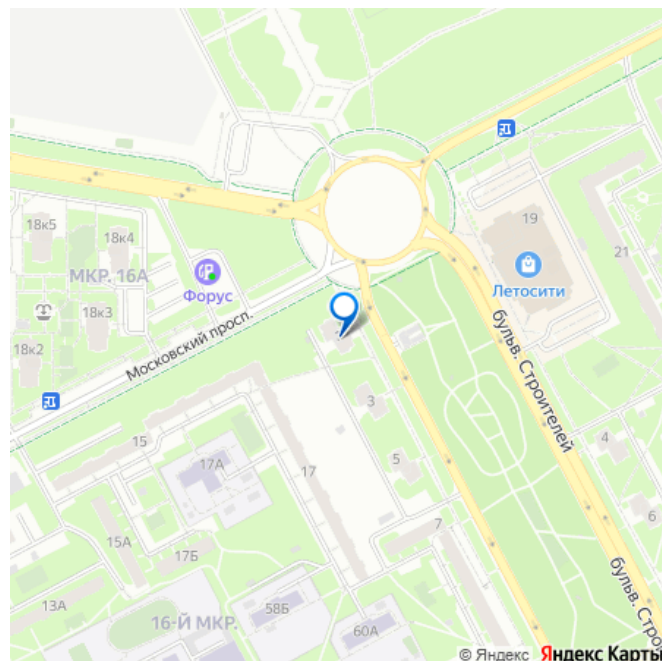 18к5
18к4
19
21
МКР. 16А
Форус
Летосити
18к3
Московский просп.
18к2
бульв. Строителей
3
15
4
17А
17
5
6
15А
7
17Б
13А
58Б
бульв. Стро
16-Й МКР.
60А
© Яндекс Яндекс Карты